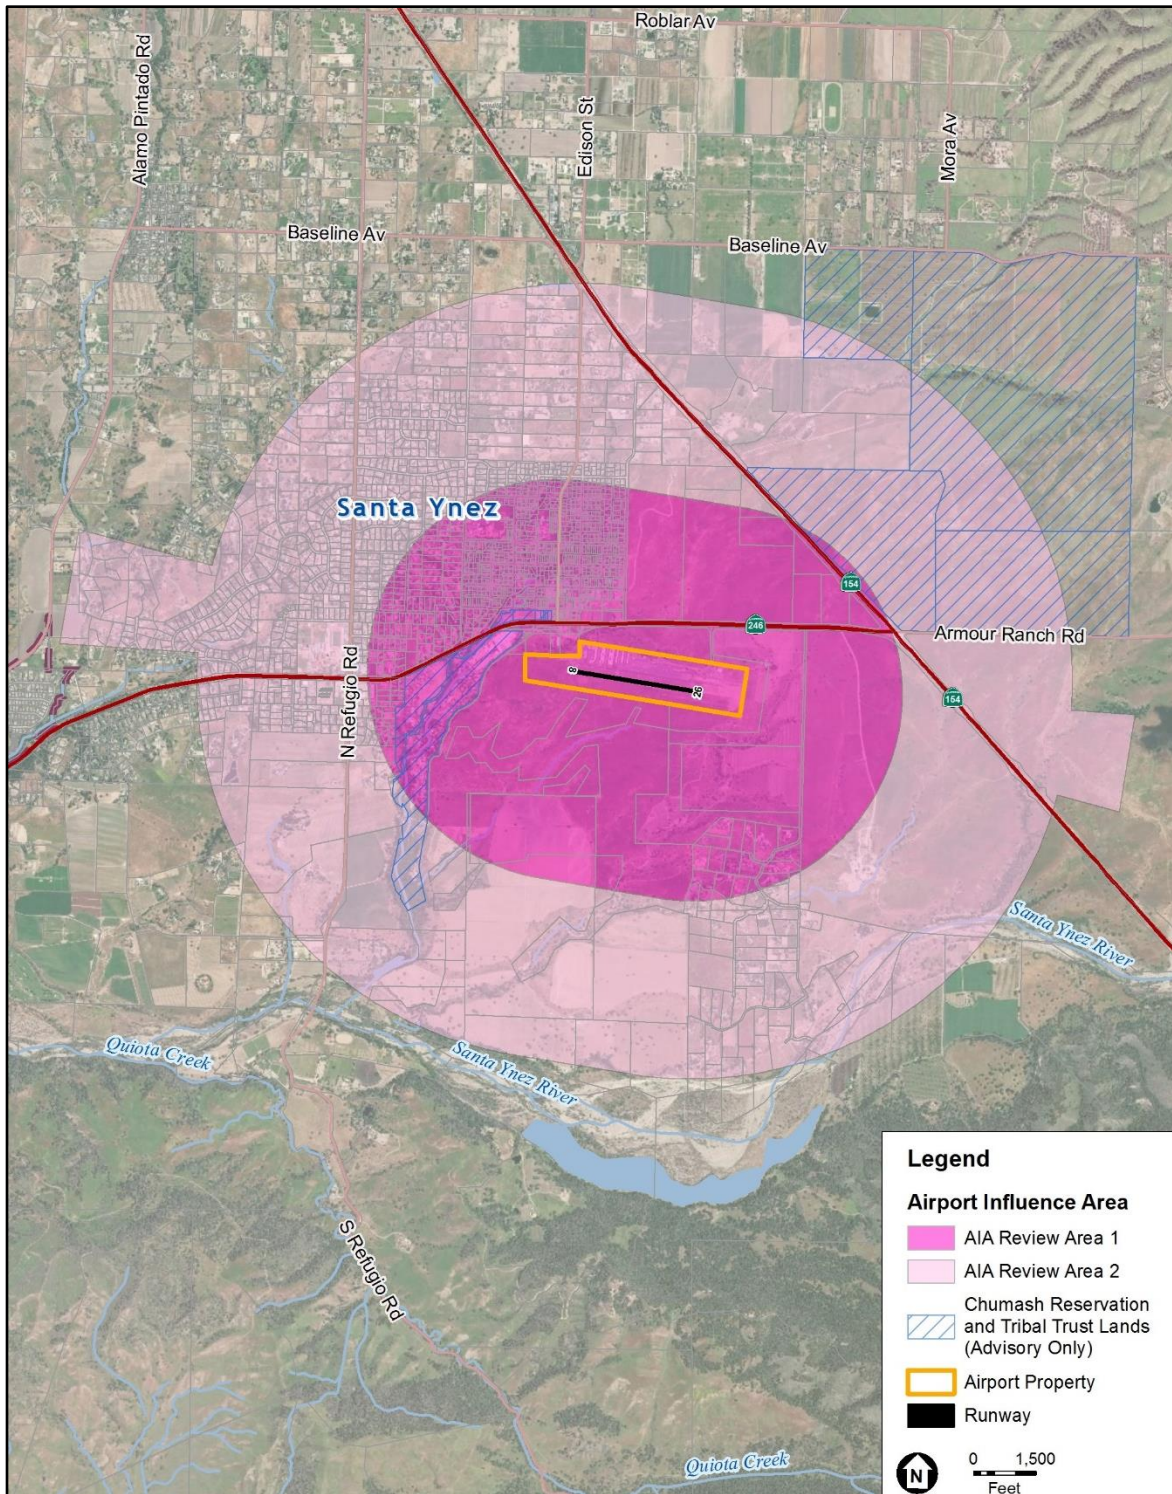 Roblar Av
Alamo Pintado Rd
Edison St
Mora Av
Baseline Av
Baseline Av
Santa Ynez
154
246
Armour Ranch Rd
N Refugio Rd
8
26
154
Santa Ynez River
Quiota Creek
Santa Ynez River
S Refugio Rd
Quiota Creek
Legend
Airport Influence Area
AIA Review Area 1
AIA Review Area 2
Chumash Reservation
and Tribal Trust Lands
(Advisory Only)
Airport Property
Runway
N
0 1,500
Feet